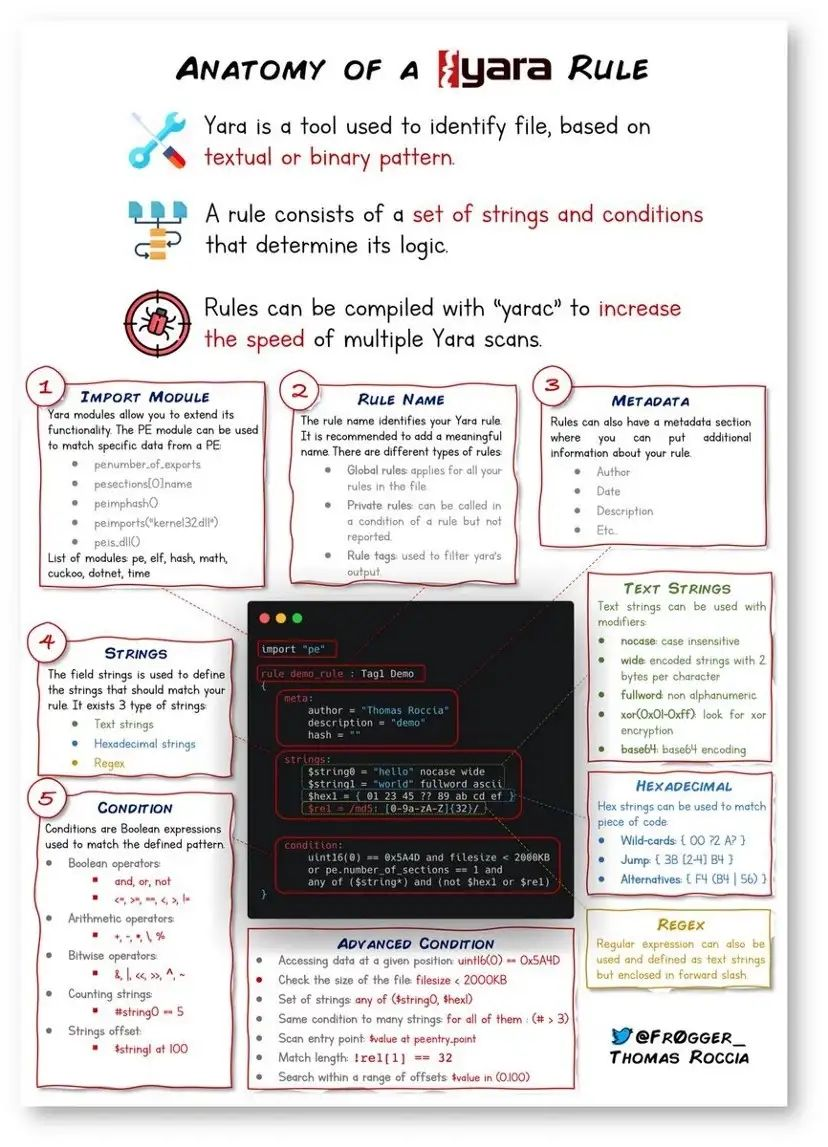 ANATOMY OF A yara RULE
Yara is a tool used to identify file, based on
textual or binary pattern.
A rule consists of a set of strings and conditions
that determine its logic.
Rules can be compiled with “yarac” to increase
the speed of multiple Yara scans.
1
IMPORT MODULE
Yara modules allow you to extend its
functionality. The PE module can be used
to match specific data from a PE:
• pe.number_of_exports
• pe.sections[0].name
• pe.imphash()
• pe.imports("kernel32.dll")
• pe.is_dll()
List of modules: pe, elf, hash, math,
cuckoo, dotnet, time
2
RULE NAME
The rule name identifies your Yara rule.
It is recommended to add a meaningful
name. There are different types of rules:
• Global rules: applies for all your
rules in the file.
• Private rules: can be called in
a condition of a rule but not
reported.
• Rule tags: used to filter yara's
output.
3
METADATA
Rules can also have a metadata section
where you can put additional
information about your rule.
• Author
• Date
• Description
• Etc..
4
STRINGS
The field strings is used to define
the strings that should match your
rule. It exists 3 type of strings:
• Text strings
• Hexadecimal strings
• Regex
5
CONDITION
Conditions are Boolean expressions
used to match the defined pattern.
• Boolean operators:
▪ and, or, not
▪ <=, >=, ==, <, >, !=
• Arithmetic operators:
▪ +, -, *, \, %
• Bitwise operators:
▪ &, |, <<, >>, ^, ~
• Counting strings:
▪ #string0 == 5
• Strings offset:
▪ $string1 at 100
import "pe"
rule demo_rule : Tag1 Demo
{
meta:
author = "Thomas Roccia"
description = "demo"
hash = ""
strings:
$string0 = "hello" nocase wide
$string1 = "world" fullword ascii
$hex1 = { 01 23 45 ?? 89 ab cd ef }
$re1 = /md5: [0-9a-zA-Z]{32}/
condition:
uint16(0) == 0x5A4D and filesize < 2000KB
or pe.number_of_sections == 1 and
any of ($string*) and (not $hex1 or $re1)
}
TEXT STRINGS
Text strings can be used with
modifiers:
• nocase: case insensitive
• wide: encoded strings with 2
bytes per character
• fullword: non alphanumeric
• xor(0x01-0xff): look for xor
encryption
• base64: base64 encoding
HEXADECIMAL
Hex strings can be used to match
piece of code:
• Wild-cards: { 00 ?2 A? }
• Jump: { 3B [2-4] B4 }
• Alternatives: { F4 (B4 | 56) }
REGEX
Regular expression can also be
used and defined as text strings
but enclosed in forward slash.
ADVANCED CONDITION
• Accessing data at a given position: uint16(0) == 0x5A4D
• Check the size of the file: filesize < 2000KB
• Set of strings: any of ($string0, $hex1)
• Same condition to many strings: for all of them : (# > 3)
• Scan entry point: $value at pe.entry_point
• Match length: !re1[1] == 32
• Search within a range of offsets: $value in (0..100)
@FR0GGER_
THOMAS ROCCIA